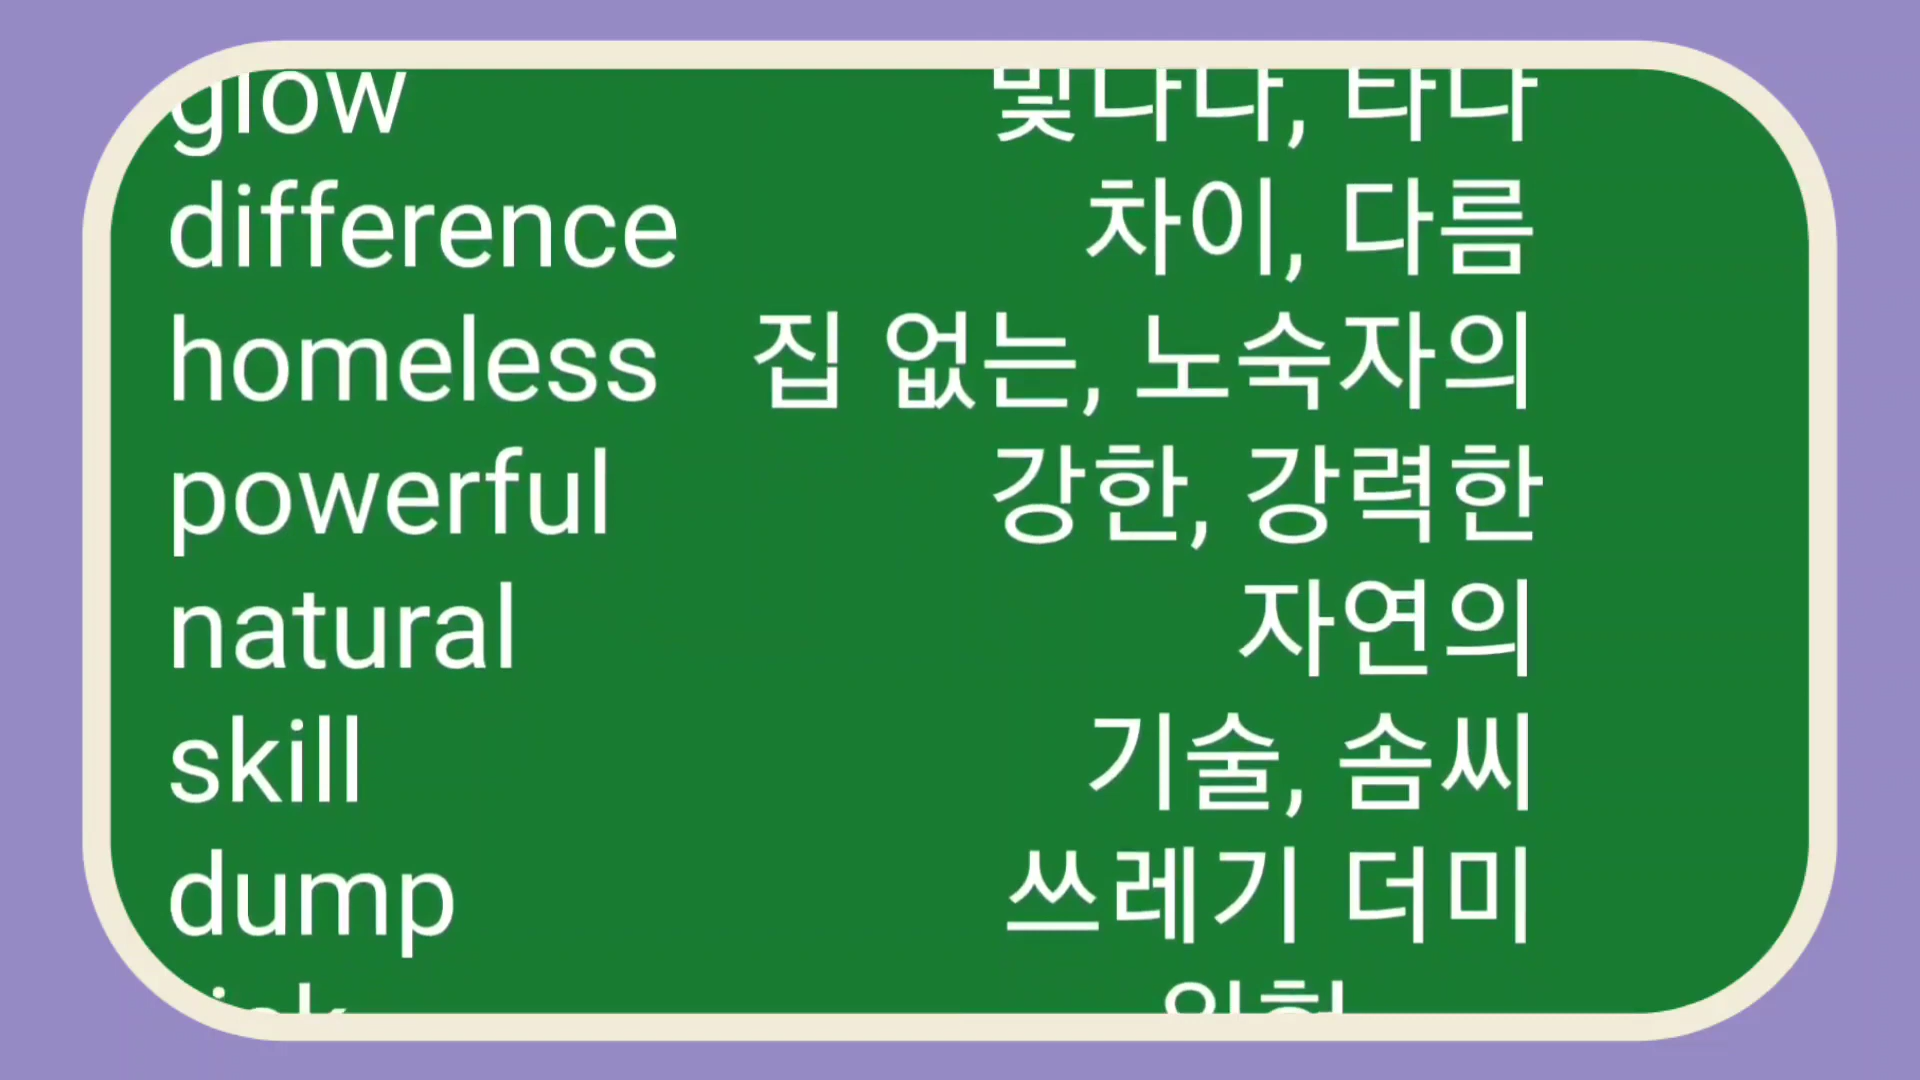 glow 빛나다, 타다
difference 차이, 다름
homeless 집 없는, 노숙자의
powerful 강한, 강력한
natural 자연의
skill 기술, 솜씨
dump 쓰레기 더미